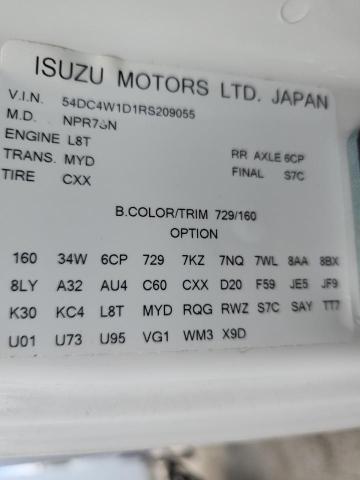 ISUZU MOTORS LTD. JAPAN
V.I.N. 54DC4W1D1RS209055
M.D.
ENGINE L8T
TRANS. MYD RR AXLE 6CP
TIRE CXX FINAL S7C
B.COLOR/TRIM 729/160
OPTION
160 34W 6CP 729 7KZ 7NQ 7WL 8AA 8BX
8LY A32 AU4 C60 CXX D20 F59 JE5 JF9
K30 KC4 L8T MYD RQG RWZ S7C SAY TT7
U01 U73 U95 VG1 WM3 X9D